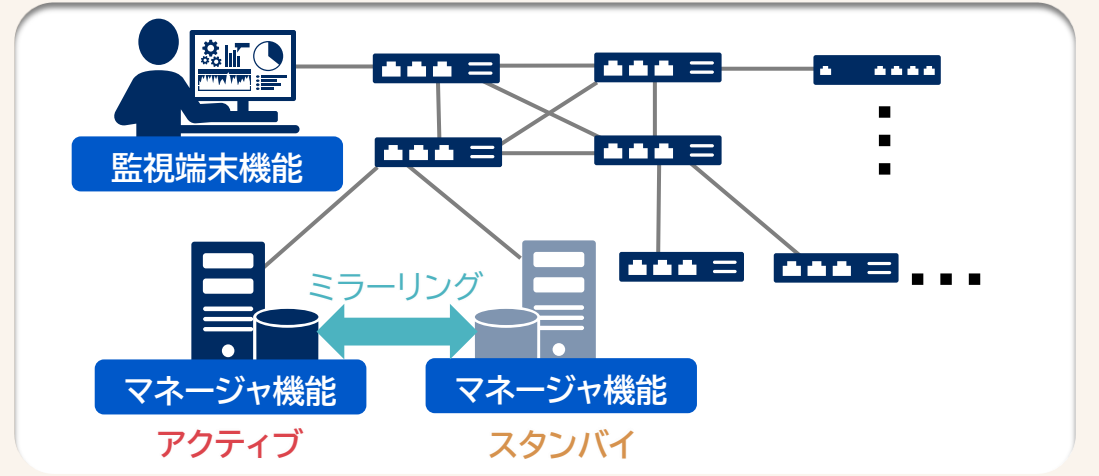 監視端末機能
ミラーリング
マネージャ機能
マネージャ機能
アクティブ
スタンバイ